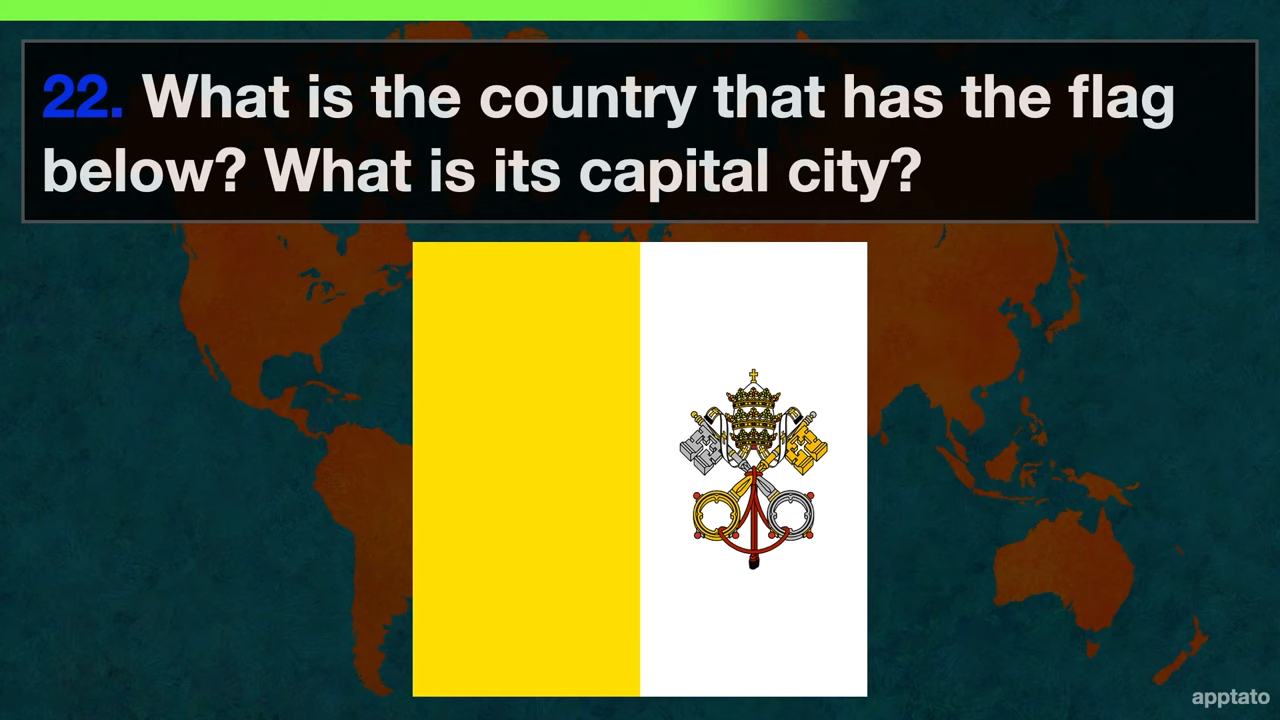 22. What is the country that has the flag
below? What is its capital city?
apptato